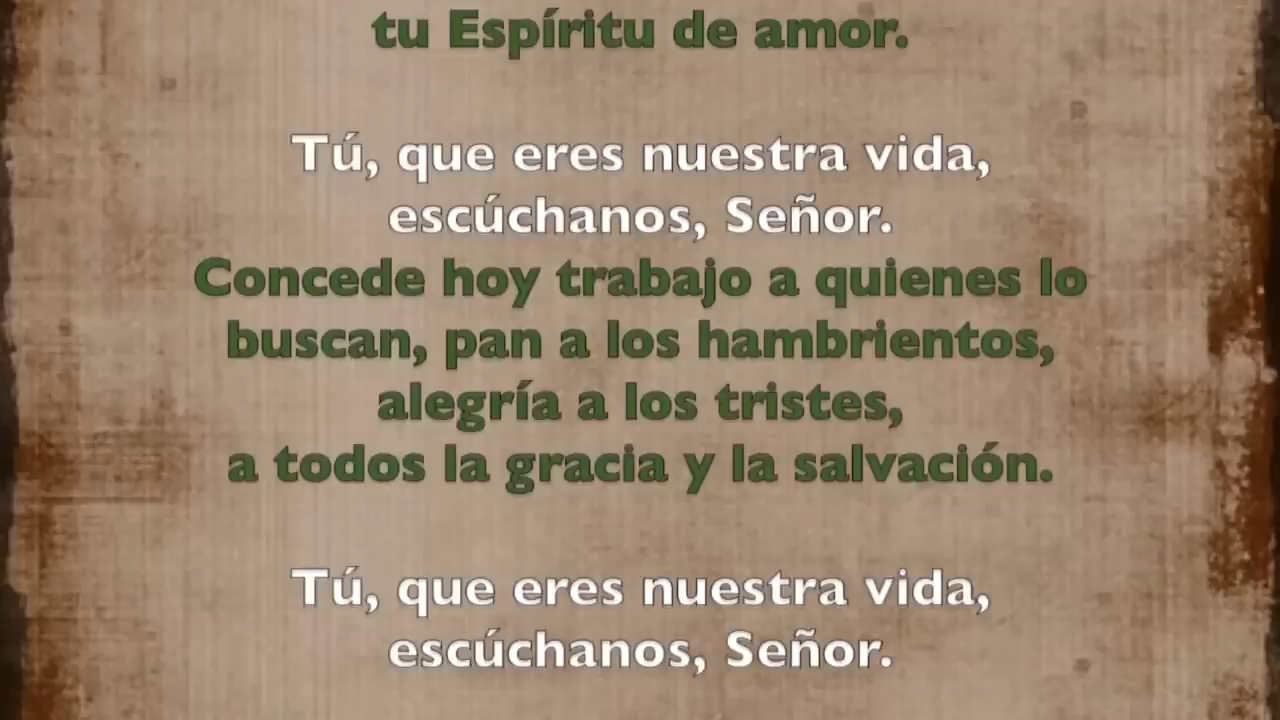 tu Espíritu de amor.
Tú, que eres nuestra vida,
escúchanos, Señor.
Concede hoy trabajo a quienes lo
buscan, pan a los hambrientos,
alegría a los tristes,
a todos la gracia y la salvación.
Tú, que eres nuestra vida,
escúchanos, Señor.